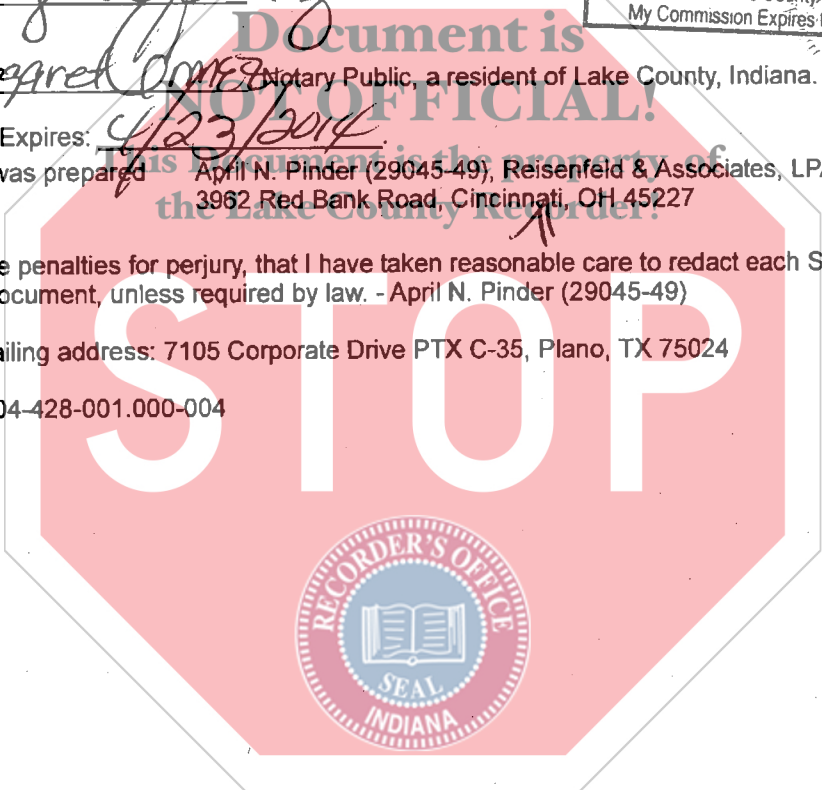 My Commission Expires
Document is
garet Notary Public, a resident of Lake County, Indiana.
NOT OFFICIAL!
Expires: 4/23/2014.
This Document is the property of
was prepared April N. Pinder (29045-49), Reisenfeld & Associates, LPA
3962 Red Bank Road, Cincinnati, OH 45227
the Lake County Recorder!
e penalties for perjury, that I have taken reasonable care to redact each S
ocument, unless required by law. - April N. Pinder (29045-49)
ailing address: 7105 Corporate Drive PTX C-35, Plano, TX 75024
04-428-001.000-004
STOP
RECORDER'S OFFICE
SEAL
INDIANA